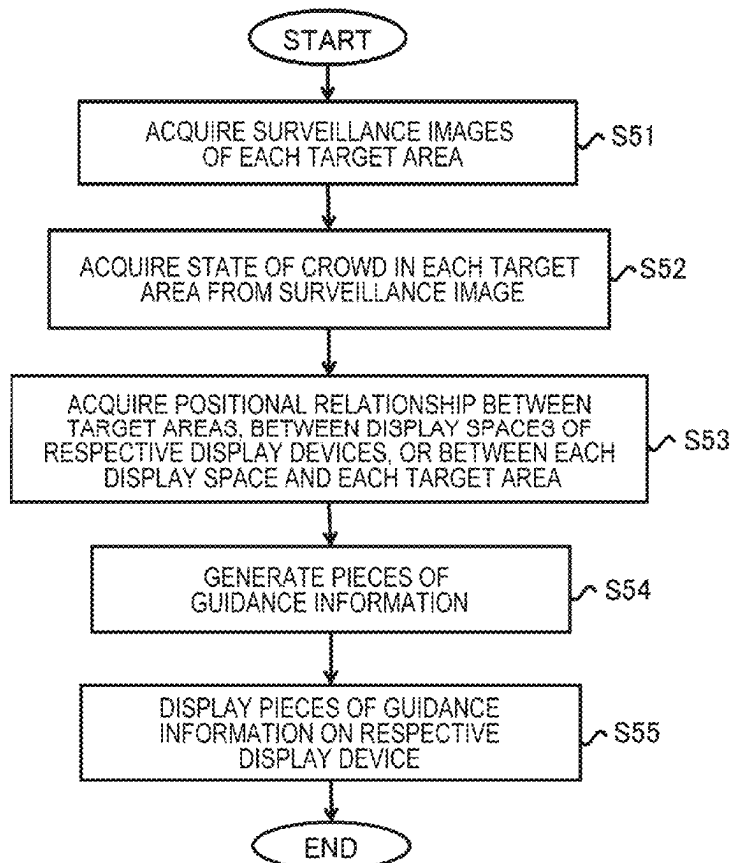 START
ACQUIRE SURVEILLANCE IMAGES
OF EACH TARGET AREA
S51
ACQUIRE STATE OF CROWD IN EACH TARGET
AREA FROM SURVEILLANCE IMAGE
S52
ACQUIRE POSITIONAL RELATIONSHIP BETWEEN
TARGET AREAS, BETWEEN DISPLAY SPACES OF
RESPECTIVE DISPLAY DEVICES, OR BETWEEN EACH
DISPLAY SPACE AND EACH TARGET AREA
S53
GENERATE PIECES OF
GUIDANCE INFORMATION
S54
DISPLAY PIECES OF GUIDANCE
INFORMATION ON RESPECTIVE
DISPLAY DEVICE
S55
END